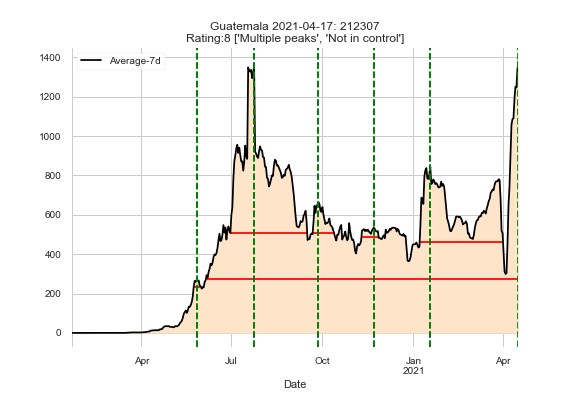 Guatemala 2021-04-17: 212307
Rating:8 ['Multiple peaks', 'Not in control']
Average-7d
1400
1200
1000
800
600
400
200
0
Apr
Jul
Oct
Jan
2021
Apr
Date